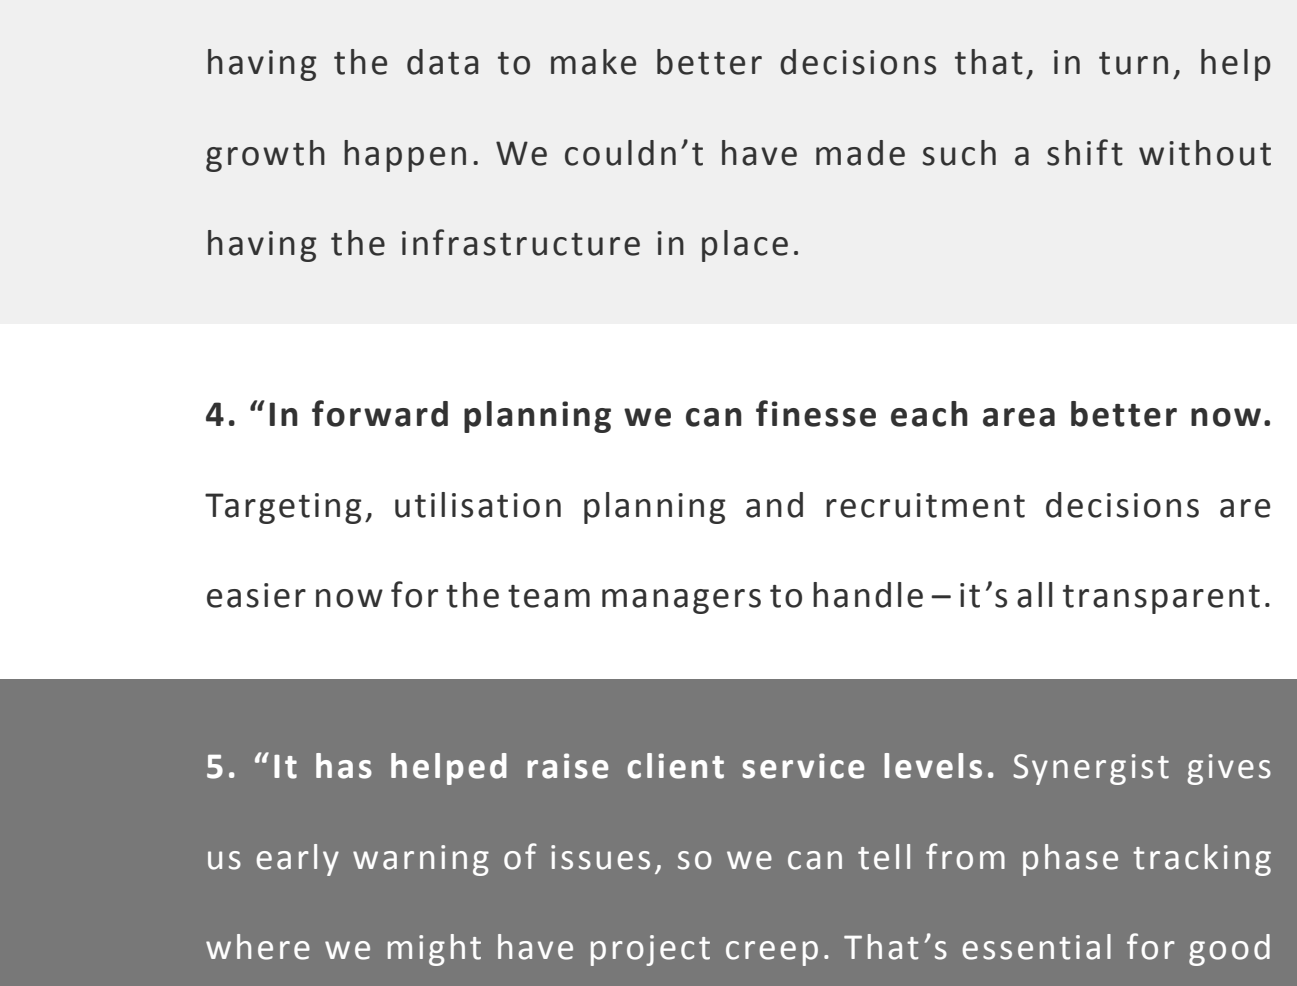 having the data to make better decisions that, in turn, help
growth happen. We couldn’t have made such a shift without
having the infrastructure in place.
4. “In forward planning we can finesse each area better now.
Targeting, utilisation planning and recruitment decisions are
easier now for the team managers to handle – it’s all transparent.
5. “It has helped raise client service levels. Synergist gives
us early warning of issues, so we can tell from phase tracking
where we might have project creep. That’s essential for good